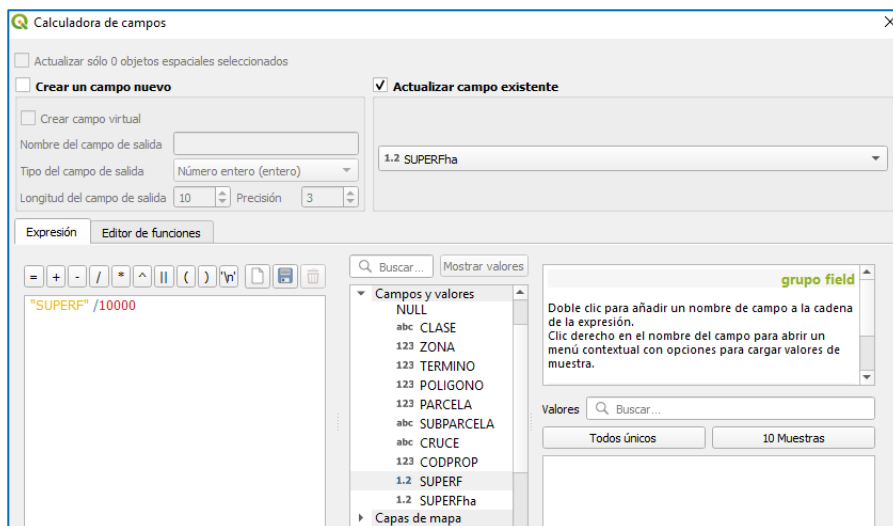 Calculadora de campos
Actualizar sólo 0 objetos espaciales seleccionados
Crear un campo nuevo
Actualizar campo existente
Crear campo virtual
Nombre del campo de salida
Tipo del campo de salida Número entero (entero)
Longitud del campo de salida 10 Precisión 3
1.2 SUPERFha
Expresión Editor de funciones
= + - / * ^ || ( ) '\n'
"SUPERF" /10000
Buscar... Mostrar valores
Campos y valores
NULL
abc CLASE
123 ZONA
123 TERMINO
123 POLIGONO
123 PARCELA
abc SUBPARCELA
abc CRUCE
123 CODPROP
1.2 SUPERF
1.2 SUPERFha
Capas de mapa
grupo field
Doble clic para añadir un nombre de campo a la cadena
de la expresión.
Clic derecho en el nombre del campo para abrir un
menú contextual con opciones para cargar valores de
muestra.
Valores Buscar...
Todos únicos 10 Muestras